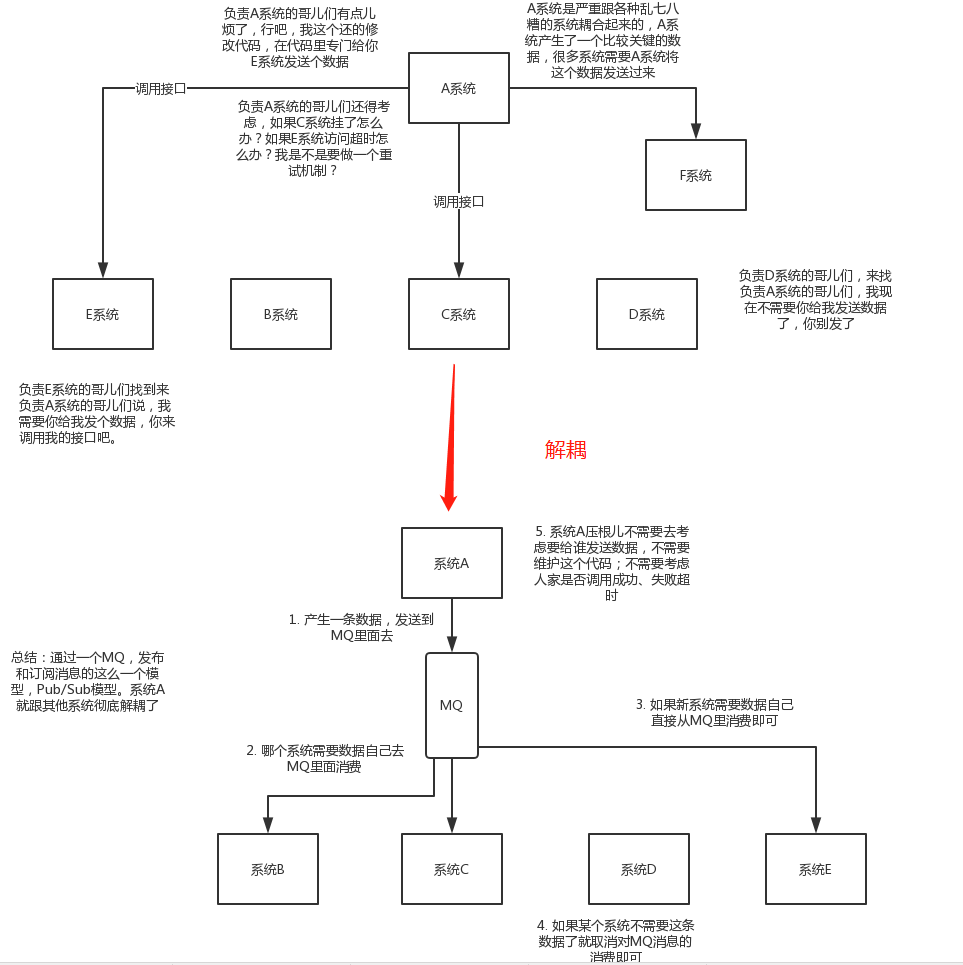 负责A系统的哥儿们有点儿
烦了，行吧，我这个还的修
改代码，在代码里专门给你
E系统发送个数据
A系统是严重跟各种乱七八
糟的系统耦合起来的，A系
统产生了一个比较关键的数
据，很多系统需要A系统将
这个数据发送过来
调用接口
A系统
负责A系统的哥儿们还得考
虑，如果C系统挂了怎么
办？如果E系统访问超时怎
么办？我是不是要做一个重
试机制？
调用接口
F系统
E系统
B系统
C系统
D系统
负责D系统的哥儿们，来找
负责A系统的哥儿们，我现
在不需要你给我发送数据
了，你别发了
负责E系统的哥儿们找到来
负责A系统的哥儿们说，我
需要你给我发个数据，你来
调用我的接口吧。
解耦
系统A
5. 系统A压根儿不需要去考
虑要给谁发送数据，不需要
维护这个代码；不需要考虑
人家是否调用成功、失败超
时
1. 产生一条数据，发送到
MQ里面去
总结：通过一个MQ，发布
和订阅消息的这么一个模
型，Pub/Sub模型。系统A
就跟其他系统彻底解耦了
MQ
3. 如果新系统需要数据自己
直接从MQ里消费即可
2. 哪个系统需要数据自己去
MQ里面消费
系统B
系统C
系统D
系统E
4. 如果某个系统不需要这条
数据了就取消对MQ消息的
消费即可